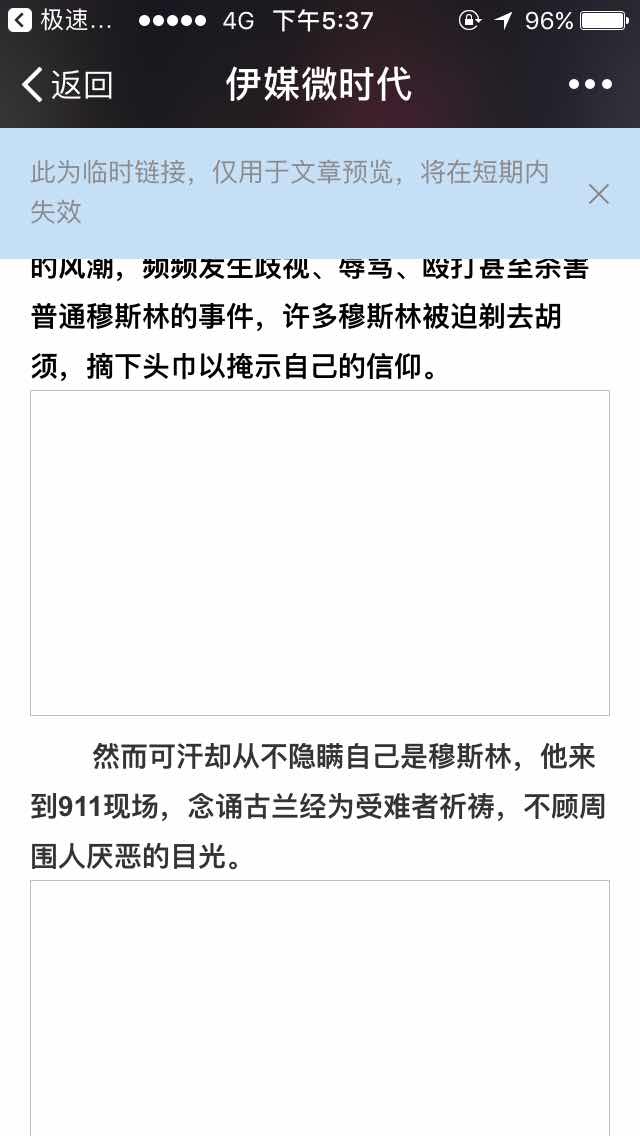 极速... 4G 下午5:37 96%
返回 伊媒微时代
此为临时链接，仅用于文章预览，将在短期内
失效
的风潮，频频发生歧视、辱骂、殴打甚至杀害
普通穆斯林的事件，许多穆斯林被迫剃去胡
须，摘下头巾以掩示自己的信仰。
然而可汗却从不隐瞒自己是穆斯林，他来
到911现场，念诵古兰经为受难者祈祷，不顾周
围人厌恶的目光。